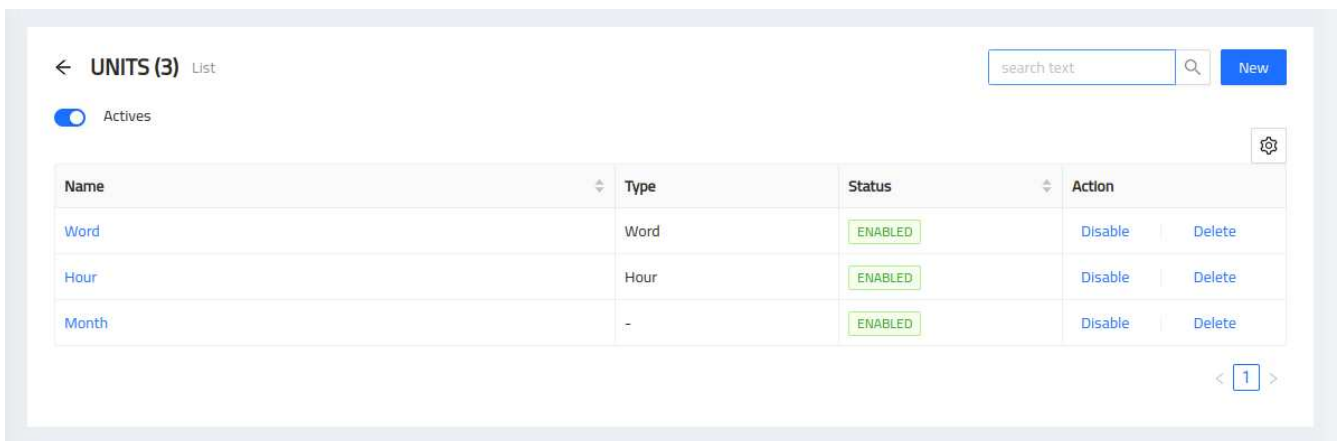 UNITS (3) List search text New
Actives
Name Type Status Action
Word Word ENABLED Disable Delete
Hour Hour ENABLED Disable Delete
Month - ENABLED Disable Delete
< 1 >